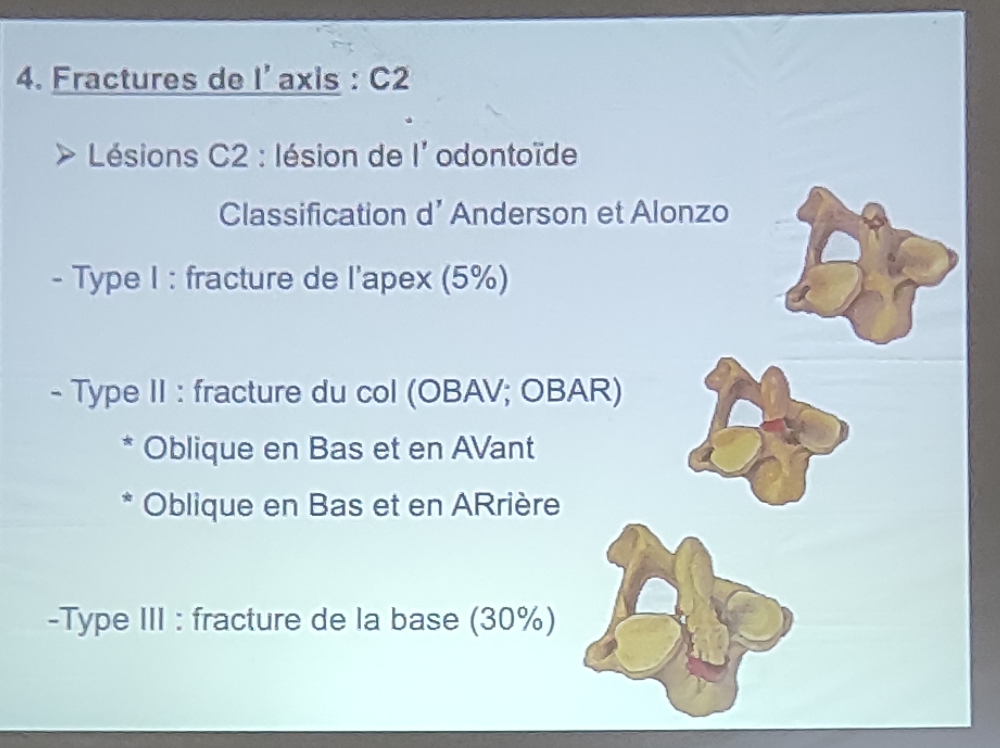 4. Fractures de l'axis : C2
➢ Lésions C2 : lésion de l'odontoïde
Classification d'Anderson et Alonzo
- Type I : fracture de l'apex (5%)
- Type II : fracture du col (OBAV; OBAR)
* Oblique en Bas et en AVant
* Oblique en Bas et en ARrière
-Type III : fracture de la base (30%)